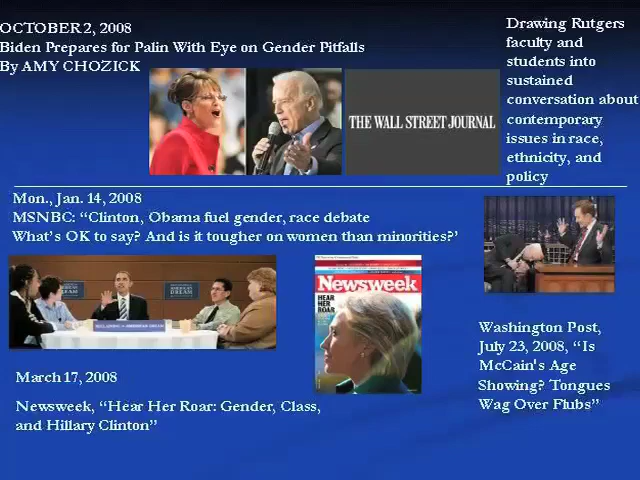 OCTOBER 2, 2008
Biden Prepares for Palin With Eye on Gender Pitfalls
By AMY CHOZICK
THE WALL STREET JOURNAL
Drawing Rutgers
faculty and
students into
sustained
conversation about
contemporary
issues in race,
ethnicity, and
policy
Mon., Jan. 14, 2008
MSNBC: “Clinton, Obama fuel gender, race debate
What’s OK to say? And is it tougher on women than minorities?’
Newsweek
HEAR
HER
ROAR
March 17, 2008
Newsweek, “Hear Her Roar: Gender, Class,
and Hillary Clinton”
Washington Post,
July 23, 2008, “Is
McCain's Age
Showing? Tongues
Wag Over Flubs”